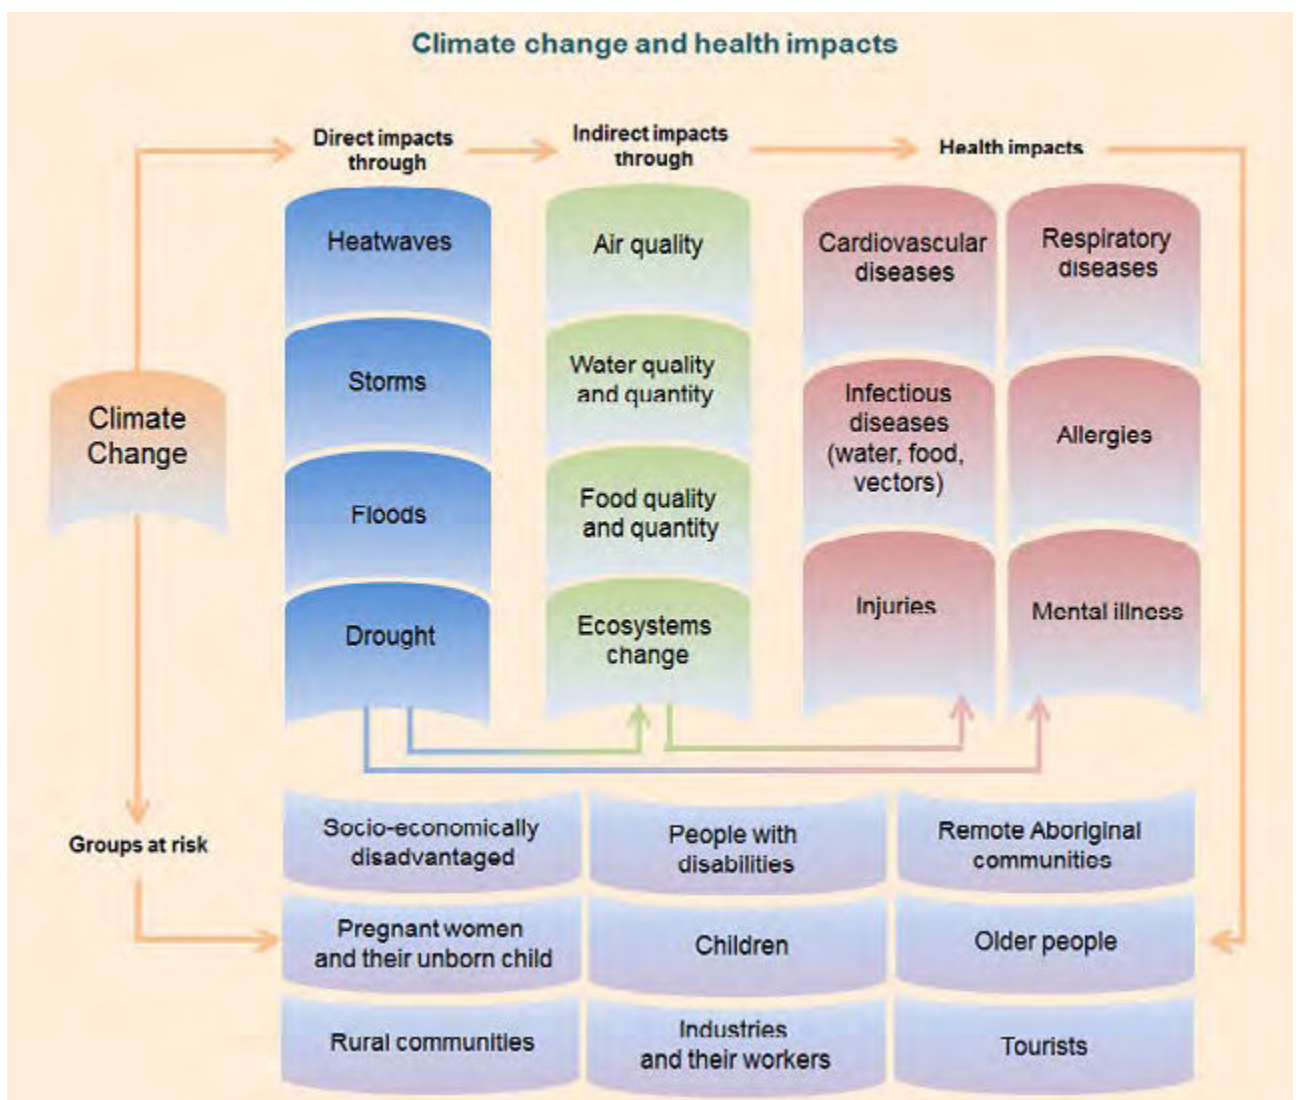 Climate change and health impacts
Direct impacts
through
Indirect impacts
through
Health impacts
Climate
Change
Heatwaves
Storms
Floods
Drought
Air quality
Water quality
and quantity
Food quality
and quantity
Ecosystems
change
Cardiovascular
diseases
Respiratory
diseases
Infectious
diseases
(water, food,
vectors)
Allergies
Injuries
Mental illness
Groups at risk
Socio-economically
disadvantaged
People with
disabilities
Remote Aboriginal
communities
Pregnant women
and their unborn child
Children
Older people
Rural communities
Industries
and their workers
Tourists